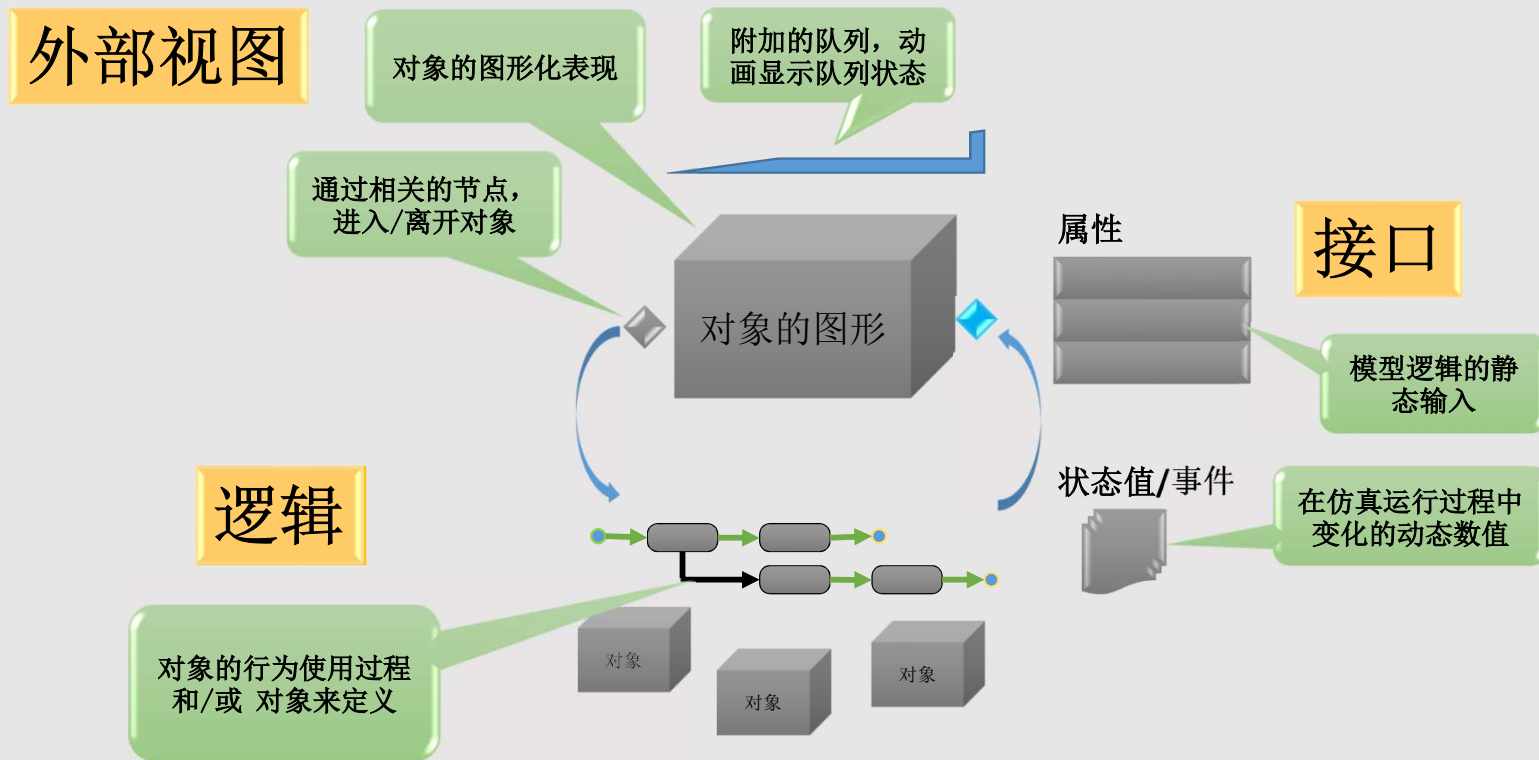 外部视图
对象的图形化表现
附加的队列，动
画显示队列状态
通过相关的节点，
进入/离开对象
对象的图形
属性
接口
模型逻辑的静
态输入
状态值/事件
在仿真运行过程中
变化的动态数值
逻辑
对象的行为使用过程
和/或 对象来定义
对象
对象
对象